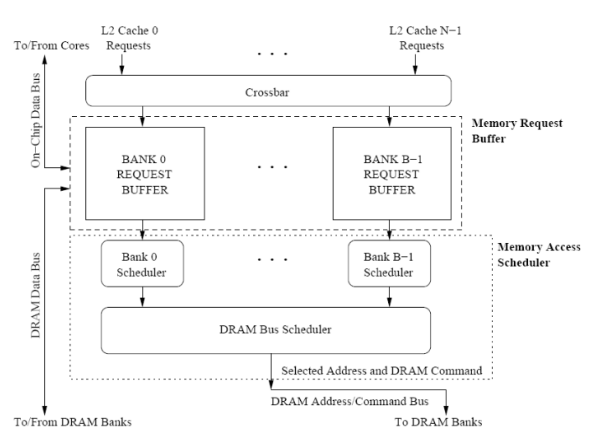 L2 Cache 0
Requests
L2 Cache N−1
Requests
To/From Cores
. . .
Crossbar
On−Chip Data Bus
Memory Request
Buffer
BANK 0
REQUEST
BUFFER
. . .
BANK B−1
REQUEST
BUFFER
DRAM Data Bus
Bank 0
Scheduler
. . .
Bank B−1
Scheduler
Memory Access
Scheduler
DRAM Bus Scheduler
Selected Address and DRAM Command
DRAM Address/Command Bus
To/From DRAM Banks
To DRAM Banks